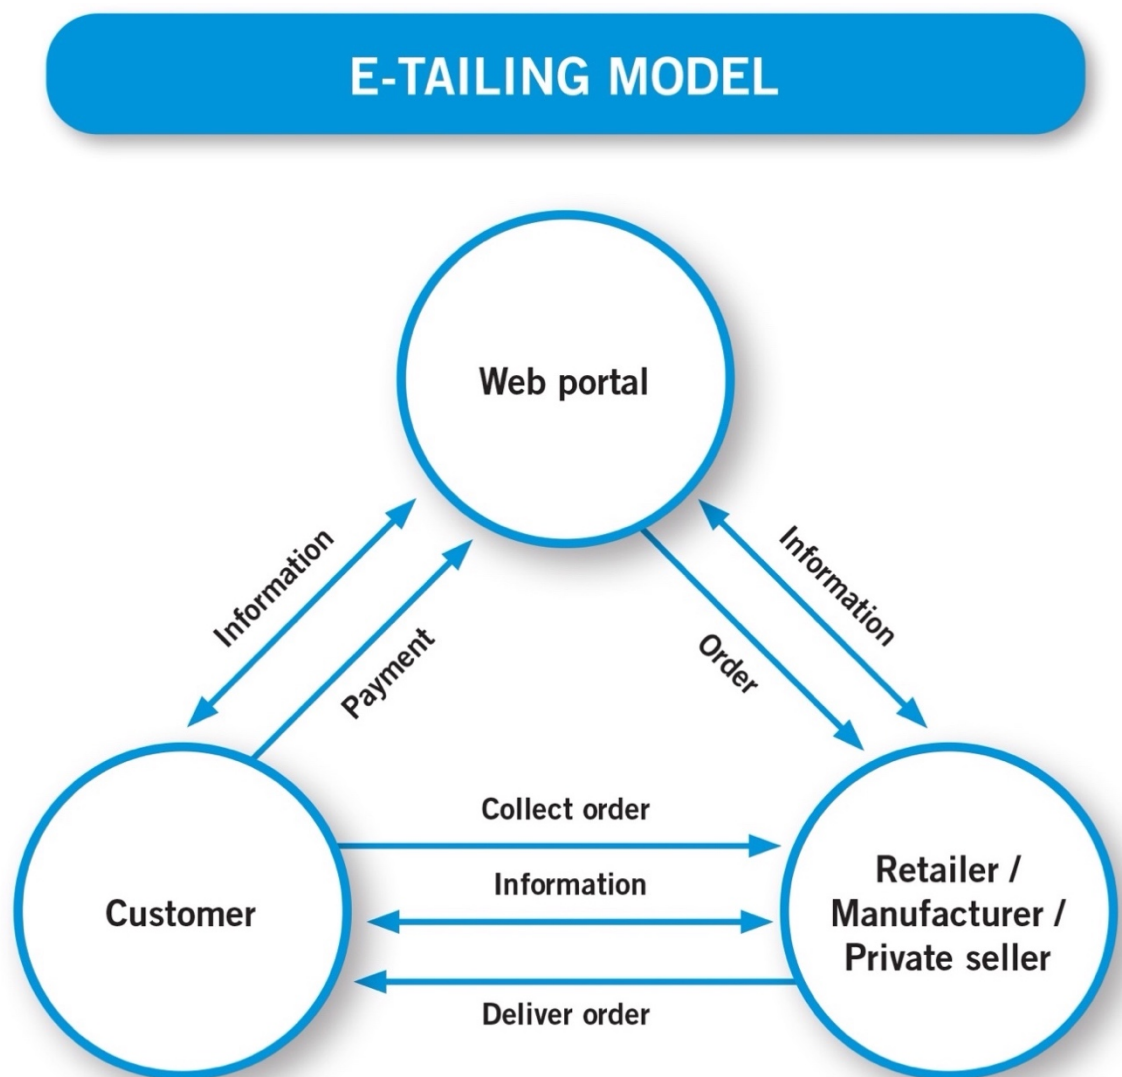 E-TAILING MODEL
Web portal
Information
Payment
Information
Order
Collect order
Information
Deliver order
Customer
Retailer /
Manufacturer /
Private seller